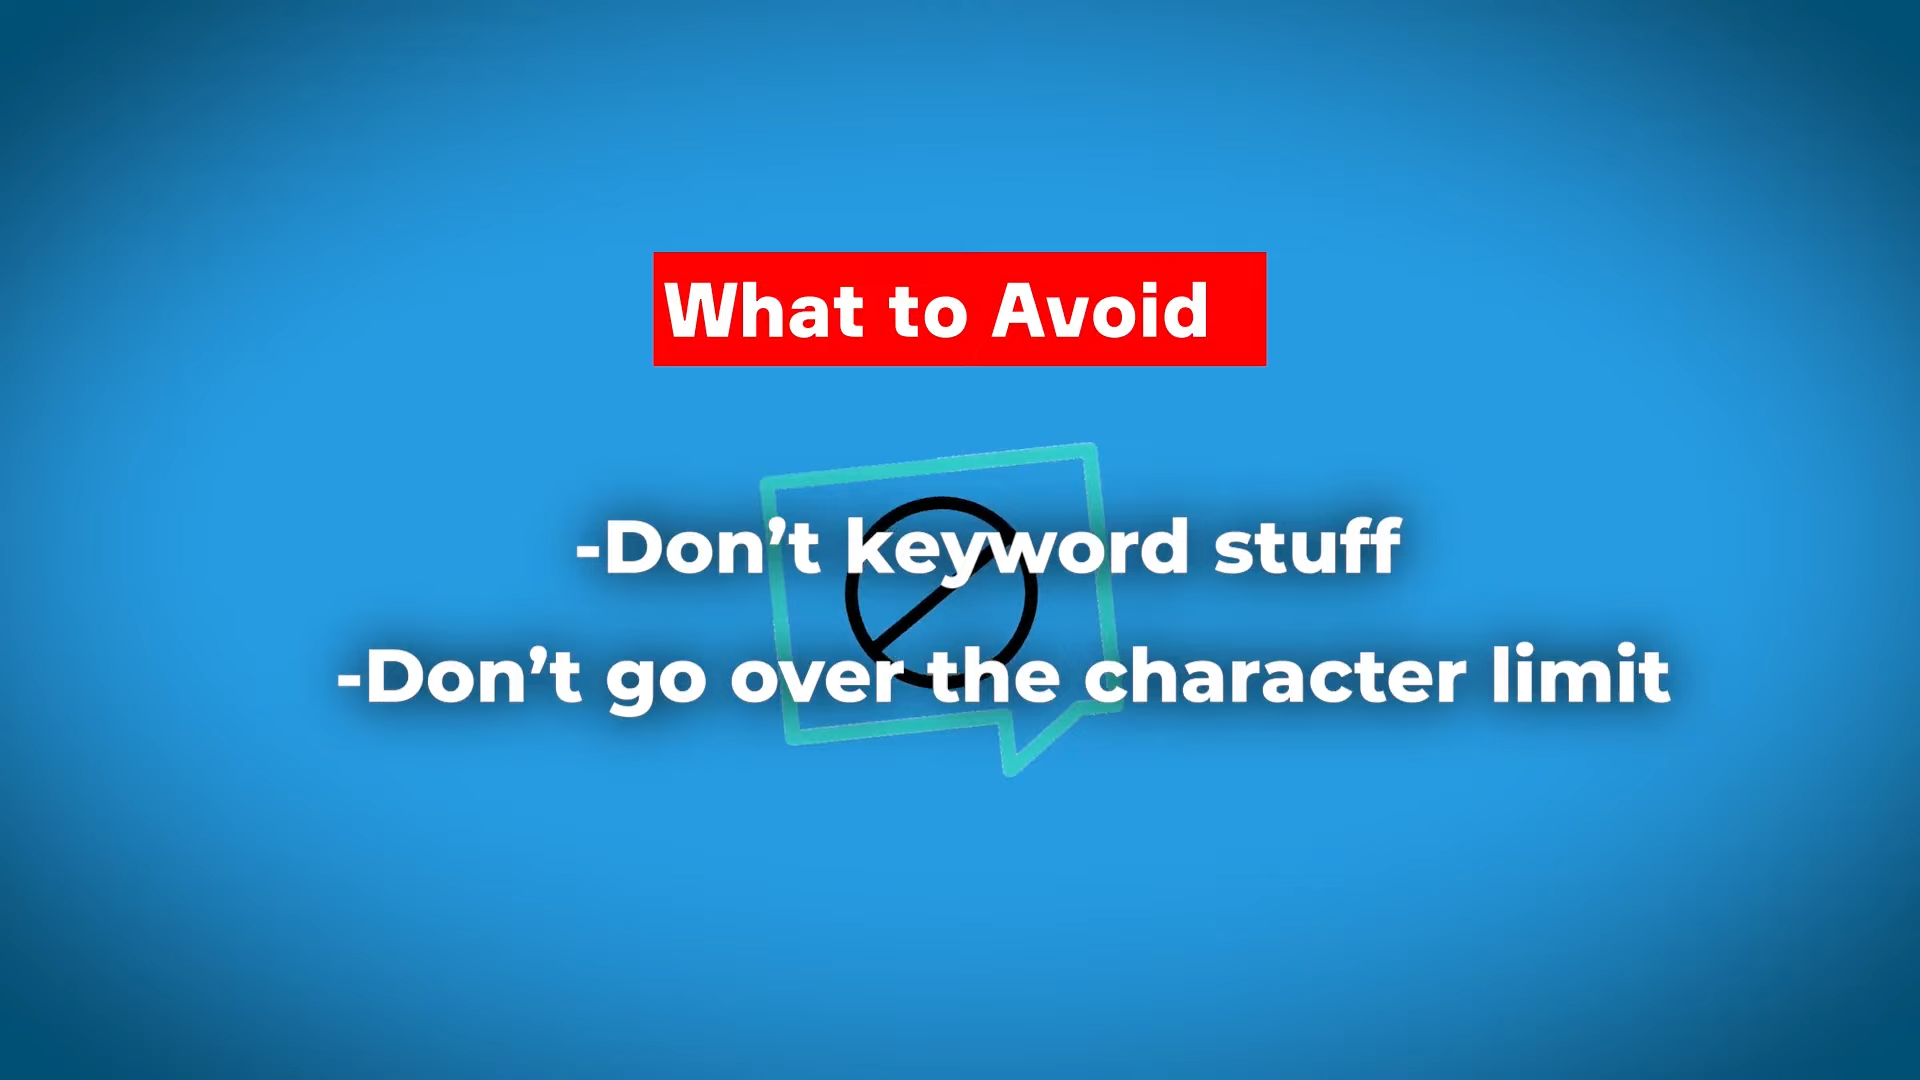 What to Avoid
-Don’t keyword stuff
-Don’t go over the character limit